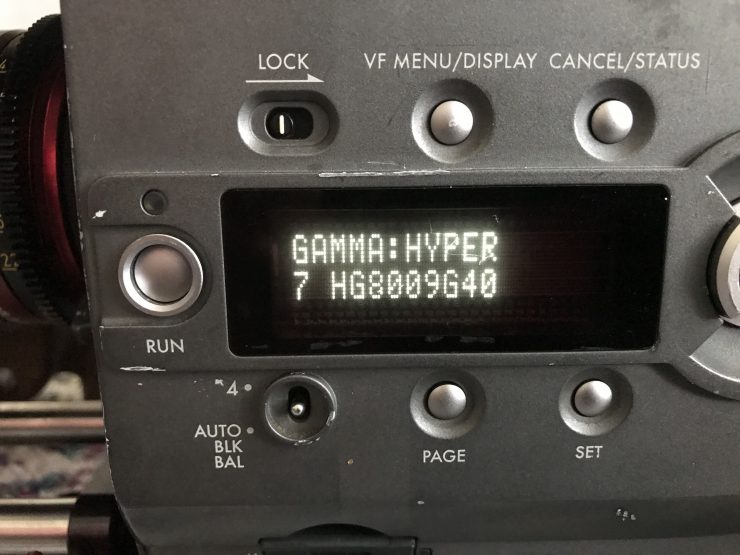 LOCK
VF MENU/DISPLAY
CANCEL/STATUS
GAMMA:HYPER
7 HG8009G40
RUN
4
AUTO
BLK
BAL
PAGE
SET